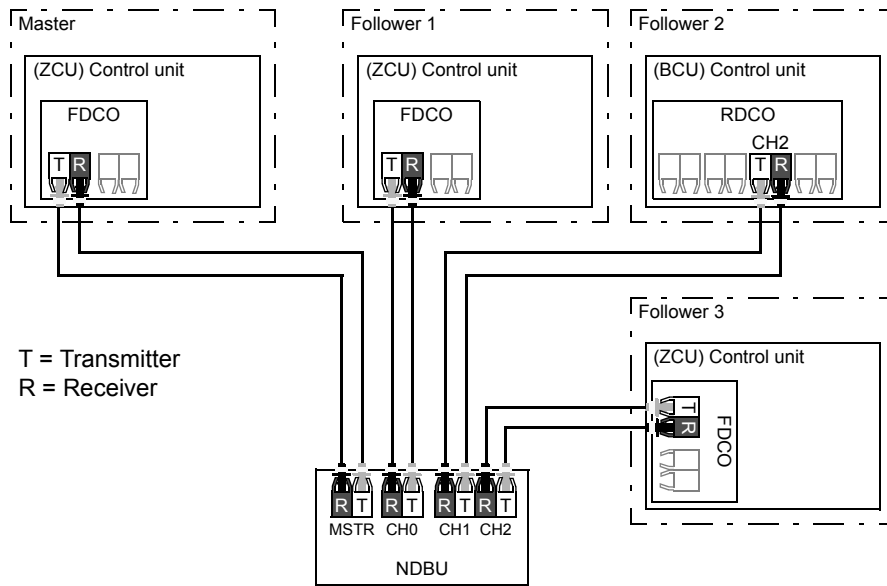 Master
(ZCU) Control unit
FDCO
T R
Follower 1
(ZCU) Control unit
FDCO
T R
Follower 2
(BCU) Control unit
RDCO
CH2
T R
T = Transmitter
R = Receiver
Follower 3
(ZCU) Control unit
T
R
FDCO
R T R T R T R T
MSTR CH0 CH1 CH2
NDBU